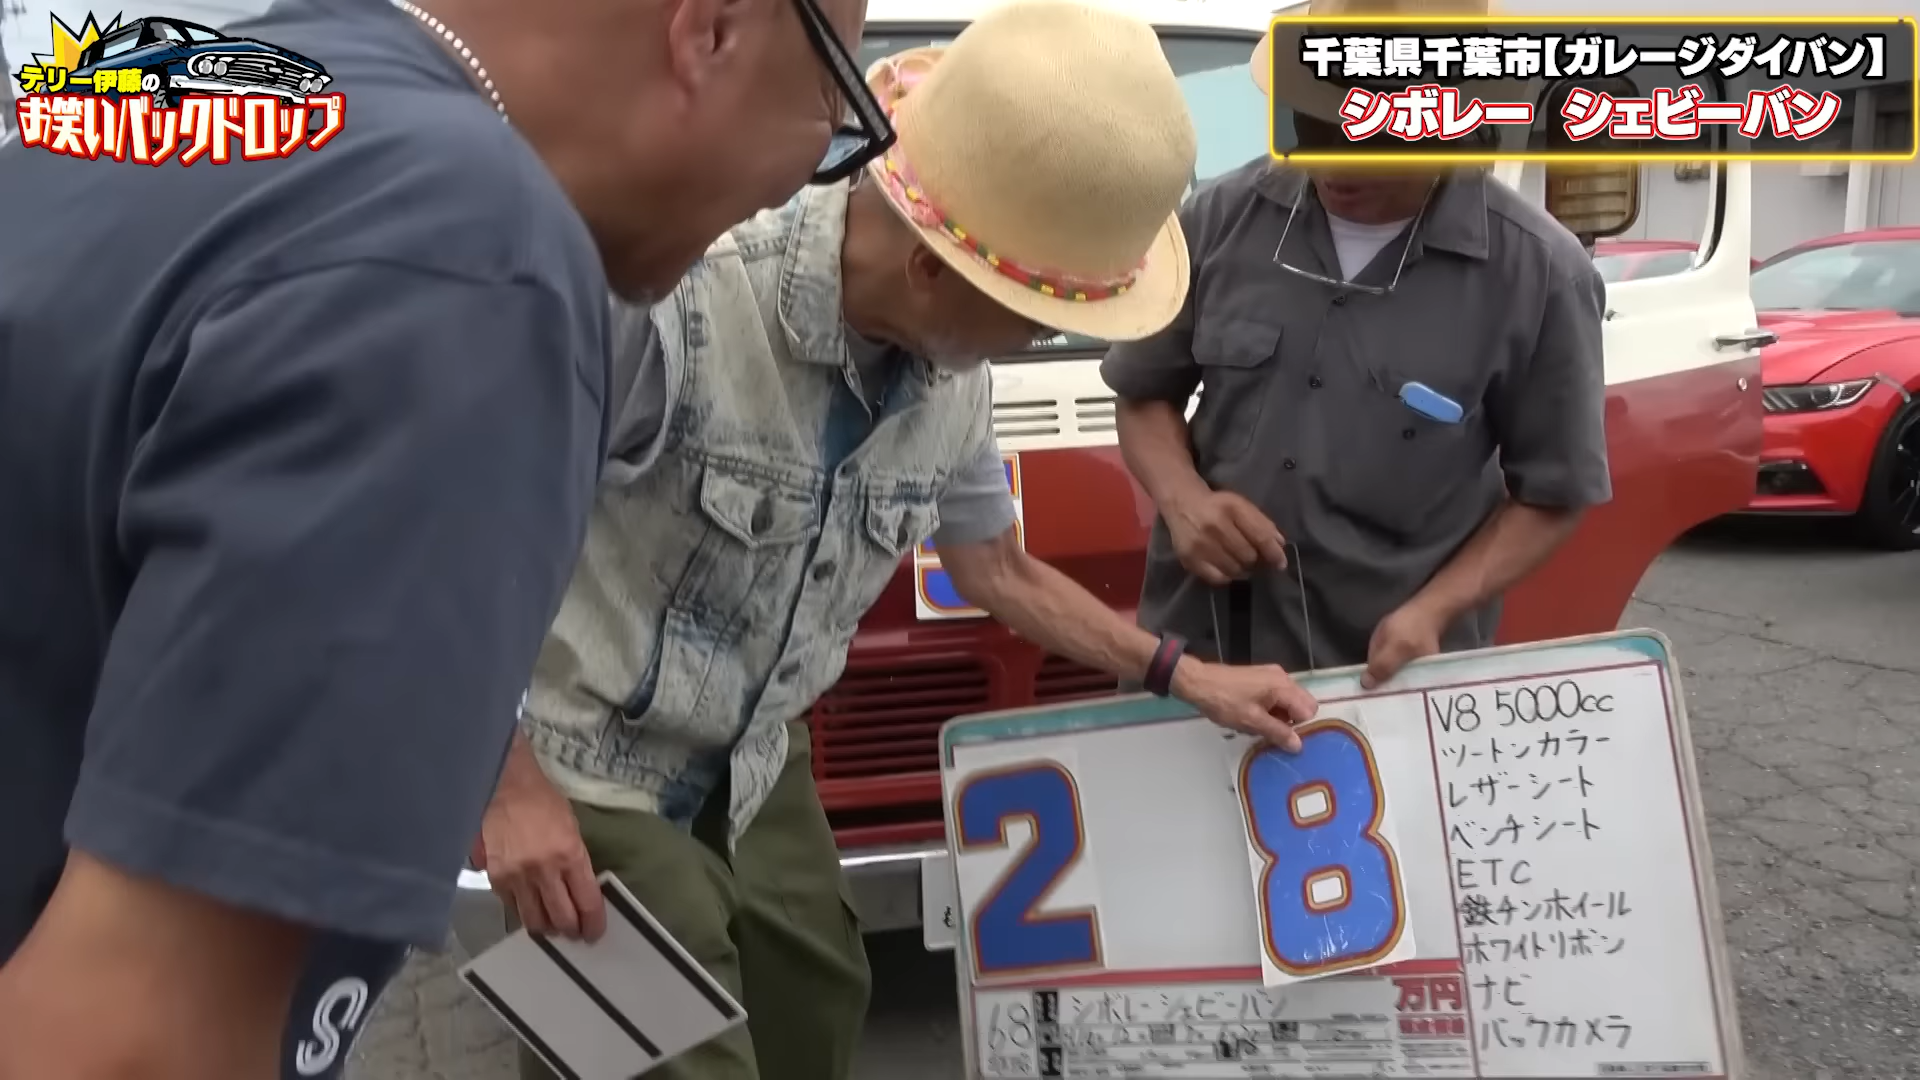 テリー伊藤の
お笑いバックドロップ
千葉県千葉市【ガレージダイバン】
シボレー シェビーバン
2 8
万円
V8 5000cc
ツートンカラー
レザーシート
ベンチシート
ETC
鉄チンホイール
ホワイトリボン
ナビ
バックカメラ
68
シボレーシェビーバン
S